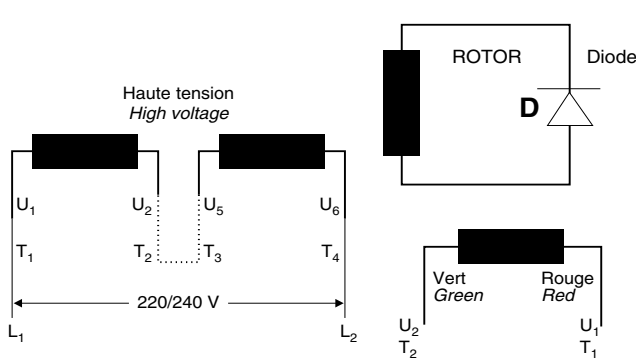 Haute tension
High voltage
U1 U2 U5 U6
T1 T2 T3 T4
220/240 V
L1 L2
ROTOR Diode
D
Vert Rouge
Green Red
U2 U1
T2 T1